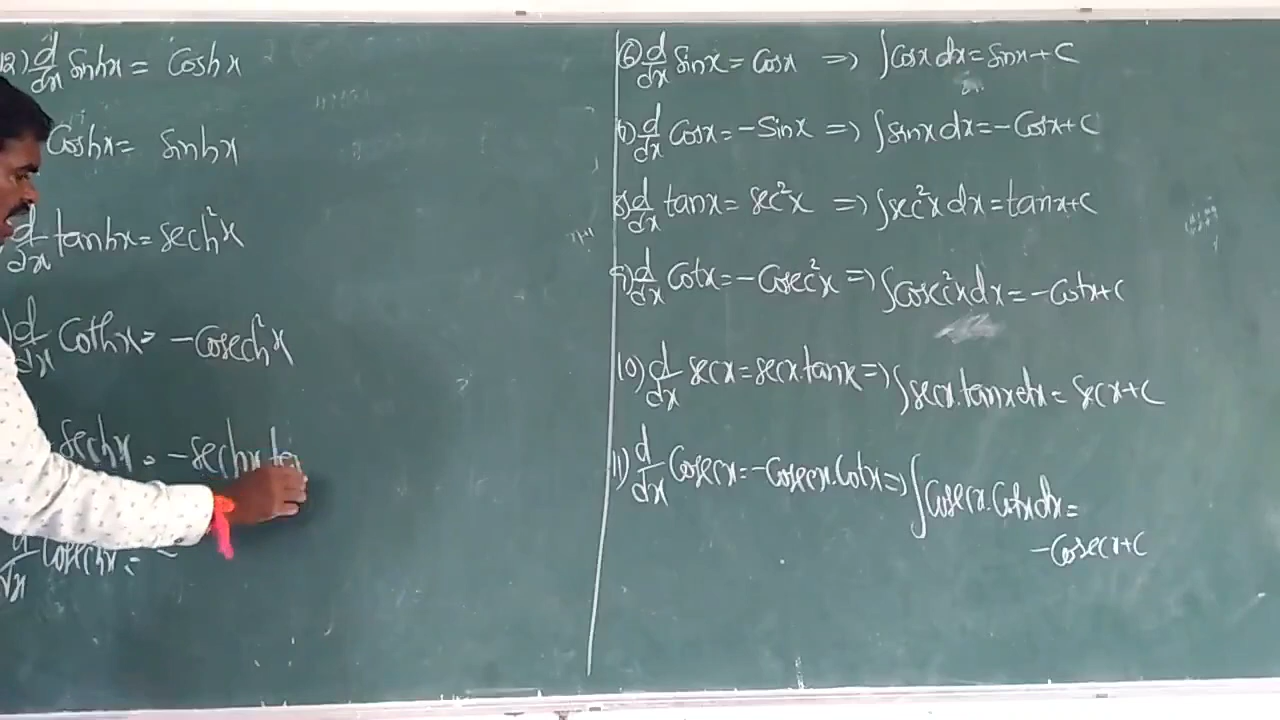 12) d/dx Sinhx = Coshx
Coshx = Sinhx
d/dx tanhx = sech²x
d/dx Cothx = -Cosech²x
sechx = -sechx tan
d/dx Cosechx = -
⑥ d/dx Sinx = Cosx ⇒ ∫Cosx dx = Sinx + C
d/dx Cosx = -Sinx ⇒ ∫sinx dx = -Cosx + C
8) d/dx tanx = sec²x ⇒ ∫sec²x dx = tanx + C
9) d/dx Cotx = -Cosec²x ⇒ ∫Cosec²x dx = -Cotx + C
10) d/dx secx = secx.tanx ⇒ ∫secx.tanx dx = secx + C
11) d/dx Cosecx = -Cosecx.Cotx ⇒ ∫Cosecx.Cotx dx =
-Cosecx + C